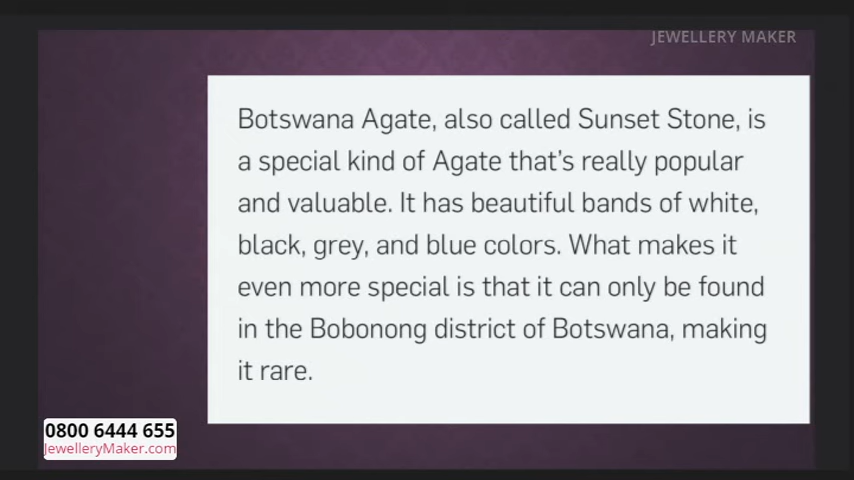 JEWELLERY MAKER
Botswana Agate, also called Sunset Stone, is
a special kind of Agate that's really popular
and valuable. It has beautiful bands of white,
black, grey, and blue colors. What makes it
even more special is that it can only be found
in the Bobonong district of Botswana, making
it rare.
0800 6444 655
JewelleryMaker.com